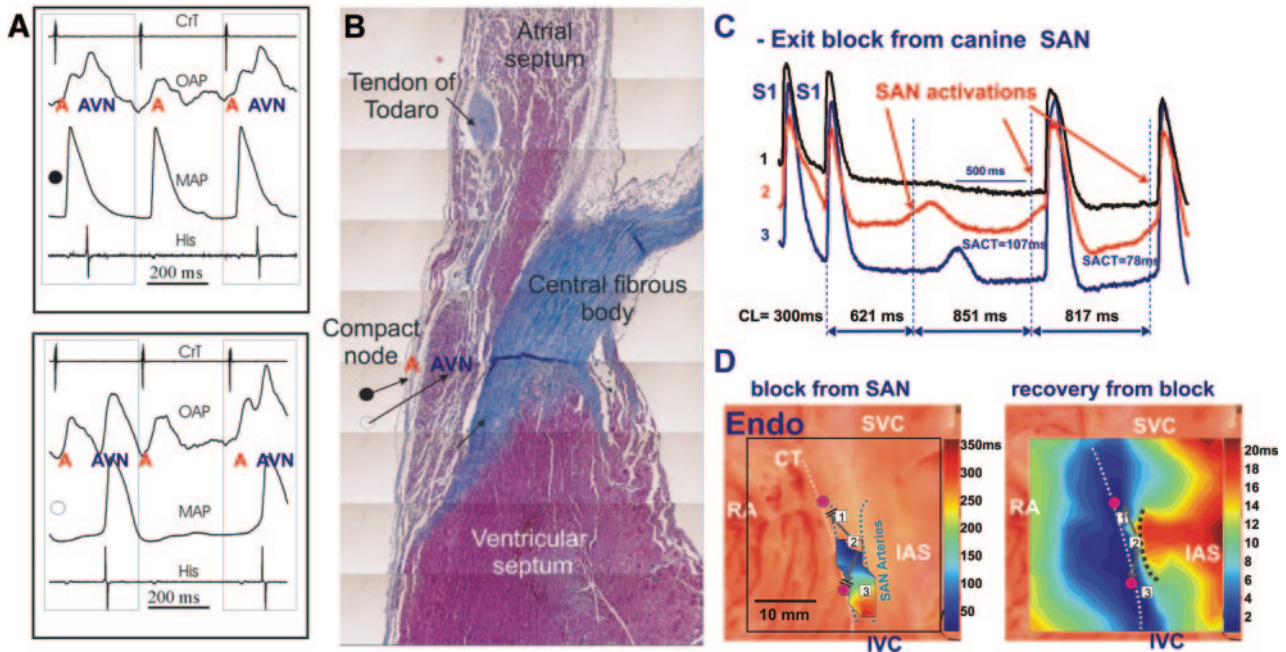 A
CrT
OAP
A AVN A A AVN
MAP
His
200 ms
CrT
OAP
A AVN A A AVN
MAP
His
200 ms
B
Atrial
septum
Tendon of
Todaro
Central fibrous
body
Compact
node
A AVN
Ventricular
septum
C
- Exit block from canine SAN
S1 S1
SAN activations
1
500 ms
2
3
SACT=107ms
SACT=78ms
CL= 300ms 621 ms 851 ms 817 ms
D
block from SAN
Endo
SVC
CT
RA
1
2
3
IAS
SAN Arteries
10 mm
IVC
350ms
300
250
200
150
100
50
recovery from block
SVC
RA
1
2
3
IAS
IVC
20ms
18
16
14
12
10
8
6
4
2